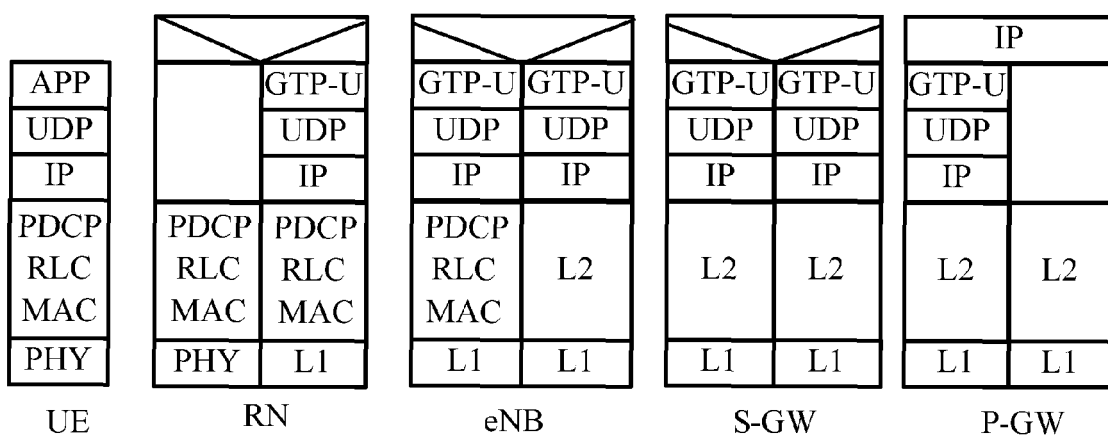 IP
APP GTP-U GTP-U GTP-U GTP-U GTP-U GTP-U
UDP UDP UDP UDP UDP UDP UDP
IP IP IP IP IP IP IP
PDCP PDCP PDCP PDCP
RLC RLC RLC RLC L2 L2 L2 L2 L2
MAC MAC MAC MAC
PHY PHY L1 L1 L1 L1 L1 L1 L1
UE RN eNB S-GW P-GW